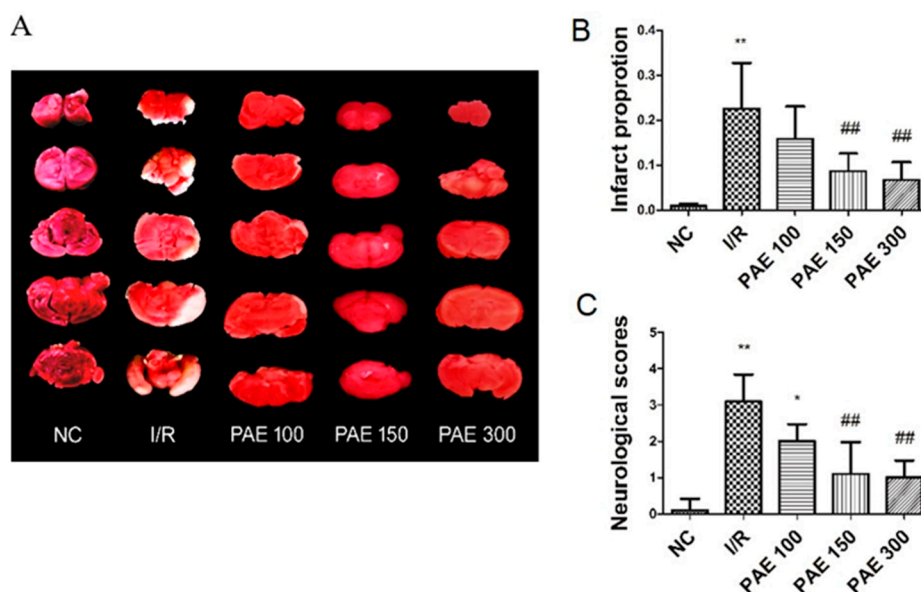 A
NC I/R PAE 100 PAE 150 PAE 300
B
Infarct proprotion
0.4
0.3
0.2
0.1
0.0
**
##
##
NC I/R PAE 100 PAE 150 PAE 300
C
Neurological scores
5
4
3
2
1
0
**
*
##
##
NC I/R PAE 100 PAE 150 PAE 300